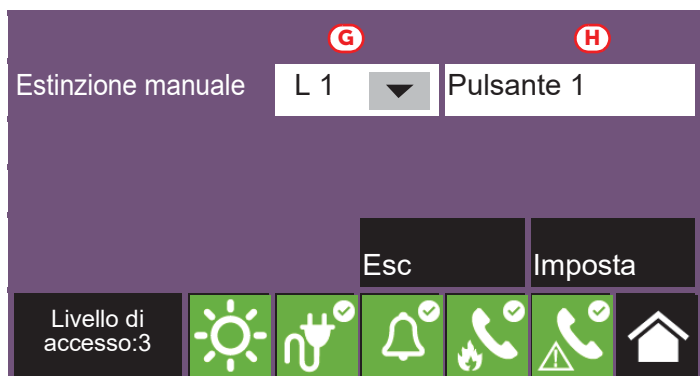 G H
Estinzione manuale L 1 Pulsante 1
Esc Imposta
Livello di
accesso:3